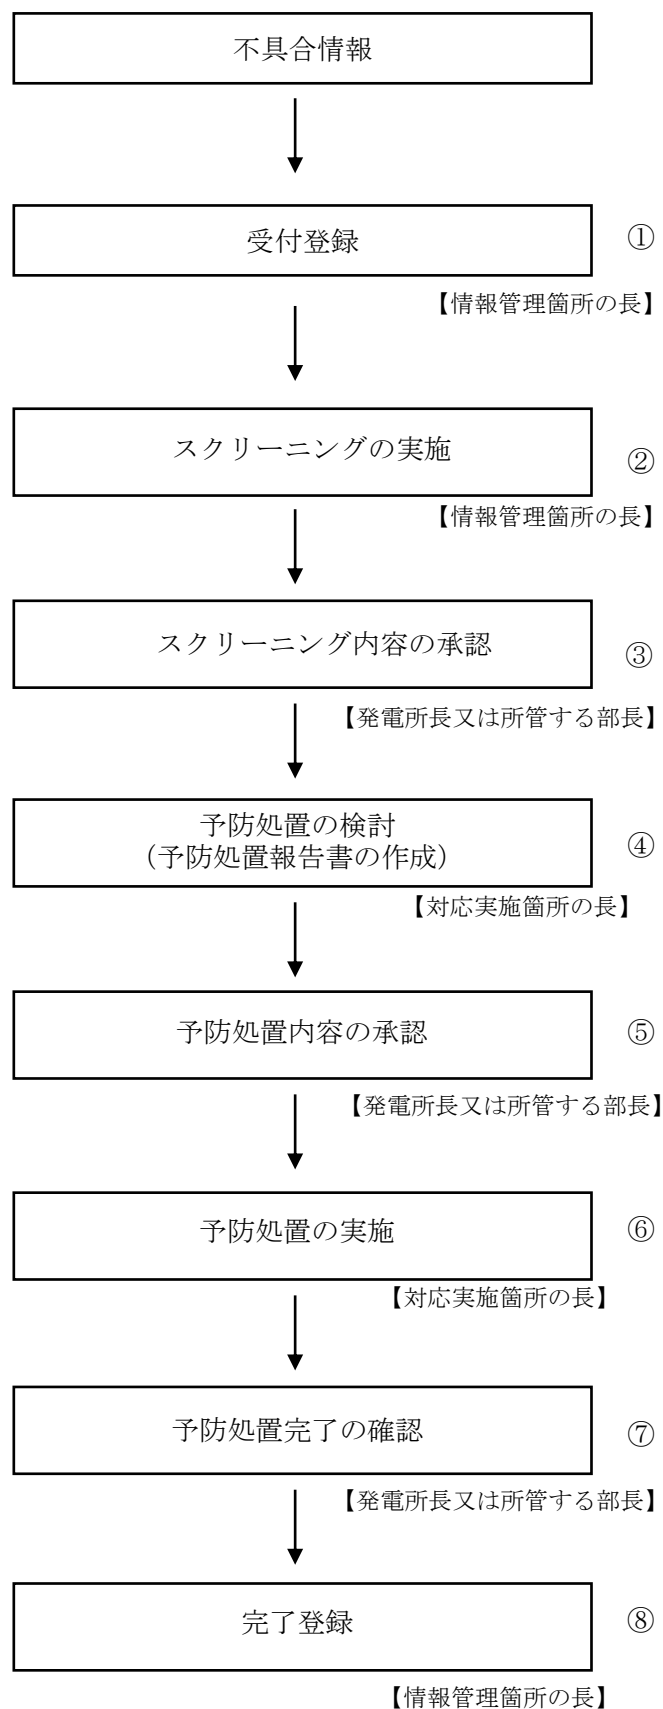 不具合情報
受付登録
①
【情報管理箇所の長】
スクリーニングの実施
②
【情報管理箇所の長】
スクリーニング内容の承認
③
【発電所長又は所管する部長】
予防処置の検討
（予防処置報告書の作成）
④
【対応実施箇所の長】
予防処置内容の承認
⑤
【発電所長又は所管する部長】
予防処置の実施
⑥
【対応実施箇所の長】
予防処置完了の確認
⑦
【発電所長又は所管する部長】
完了登録
⑧
【情報管理箇所の長】